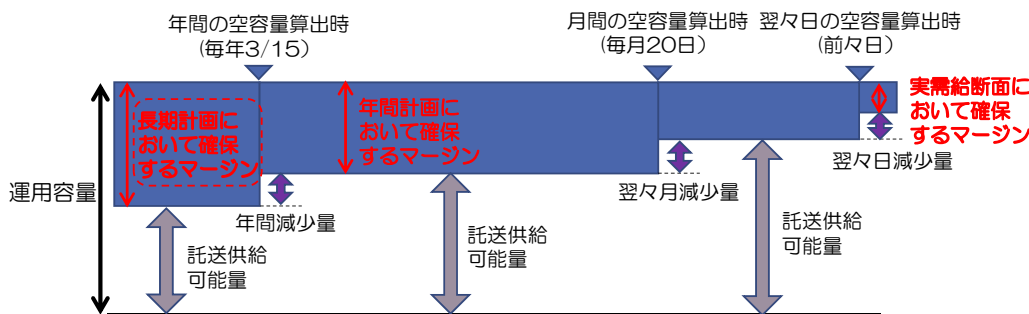 年間の空容量算出時
(毎年3/15)
月間の空容量算出時
(毎月20日)
翌々日の空容量算出時
(前々日)
長期計画に
おいて確保
するマージン
年間計画に
おいて確保
するマージン
実需給断面に
おいて確保
するマージン
翌々日減少量
運用容量
年間減少量
翌々月減少量
託送供給
可能量
託送供給
可能量
託送供給
可能量